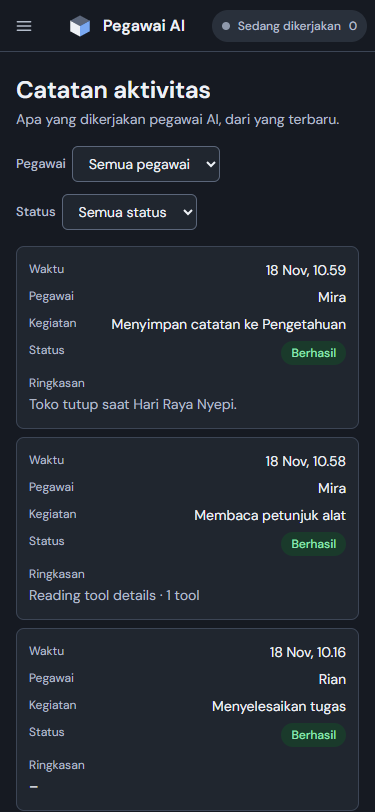 Pegawai AI
Sedang dikerjakan 0
Catatan aktivitas
Apa yang dikerjakan pegawai AI, dari yang terbaru.
Pegawai Semua pegawai
Status Semua status
Waktu 18 Nov, 10.59
Pegawai Mira
Kegiatan Menyimpan catatan ke Pengetahuan
Status Berhasil
Ringkasan
Toko tutup saat Hari Raya Nyepi.
Waktu 18 Nov, 10.58
Pegawai Mira
Kegiatan Membaca petunjuk alat
Status Berhasil
Ringkasan
Reading tool details · 1 tool
Waktu 18 Nov, 10.16
Pegawai Rian
Kegiatan Menyelesaikan tugas
Status Berhasil
Ringkasan
–